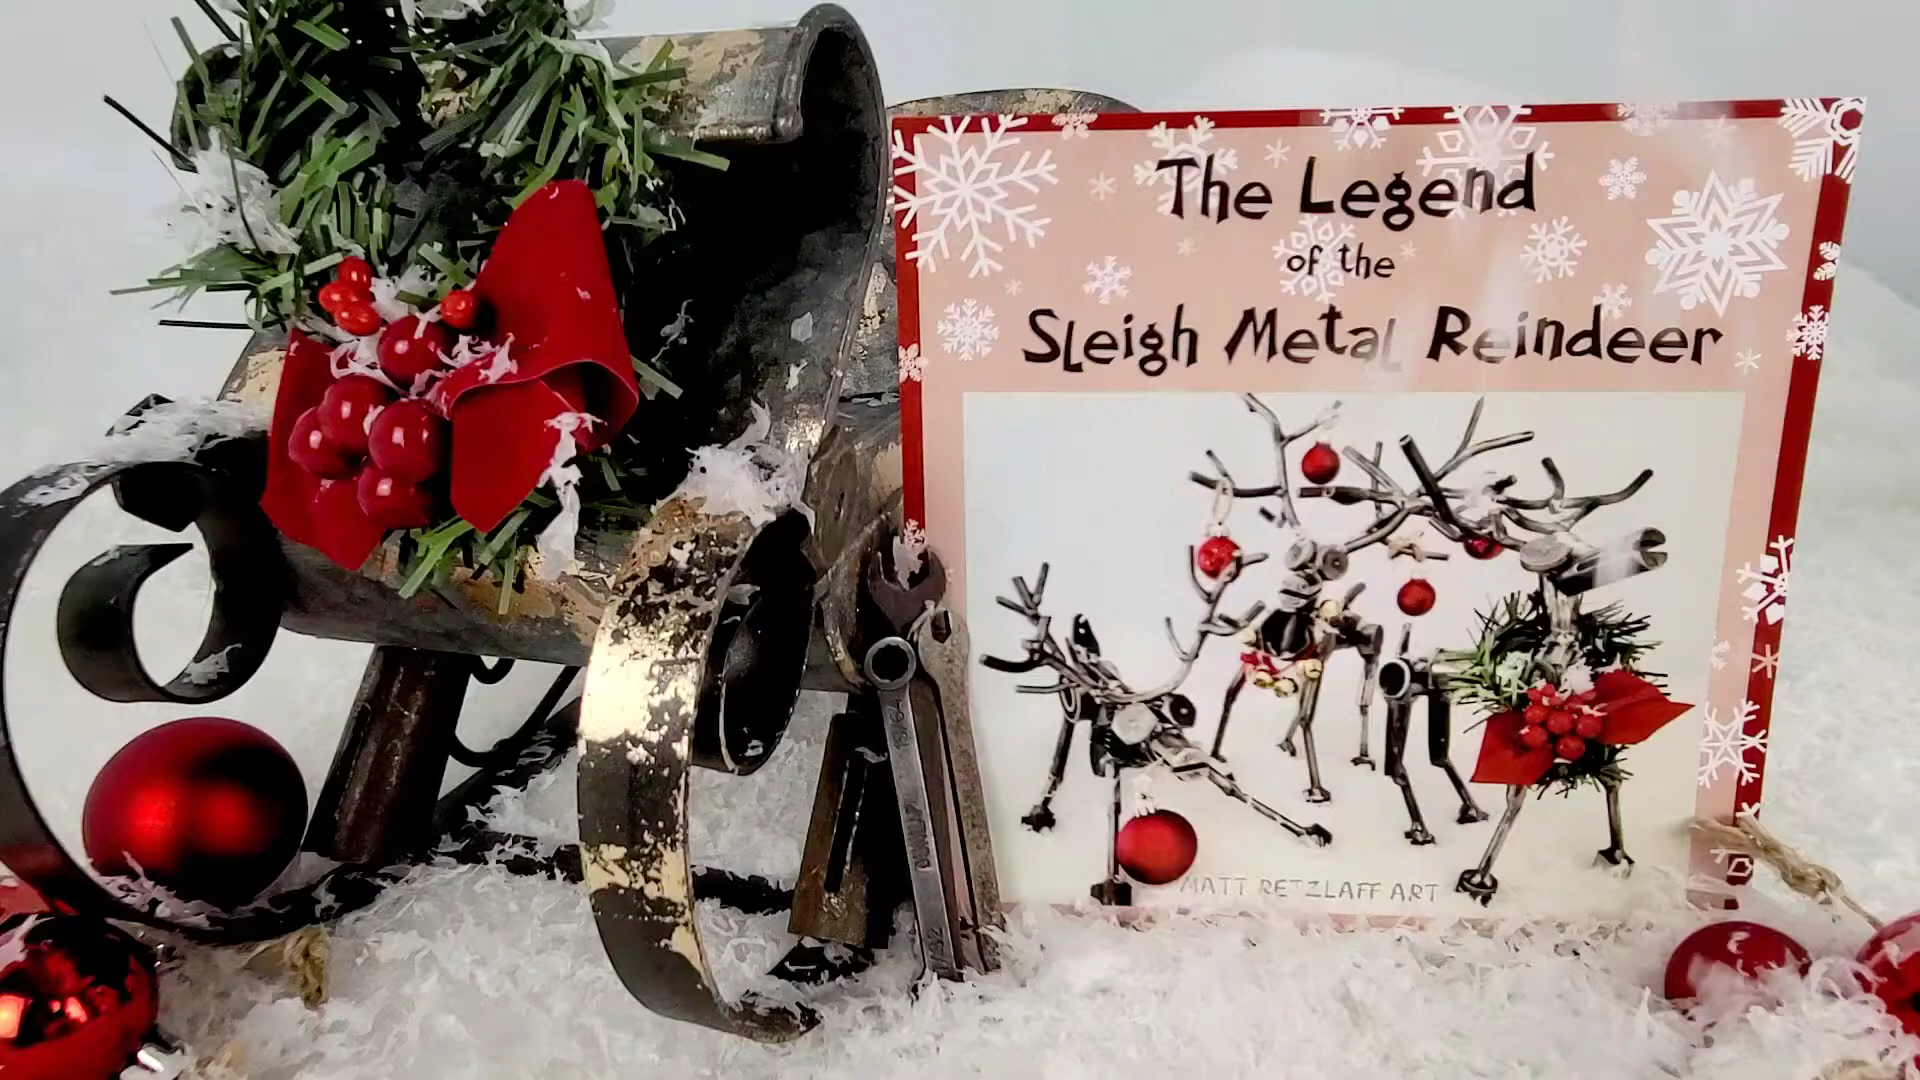 The Legend
of the
Sleigh Metal Reindeer
MATT RETZLAFF ART